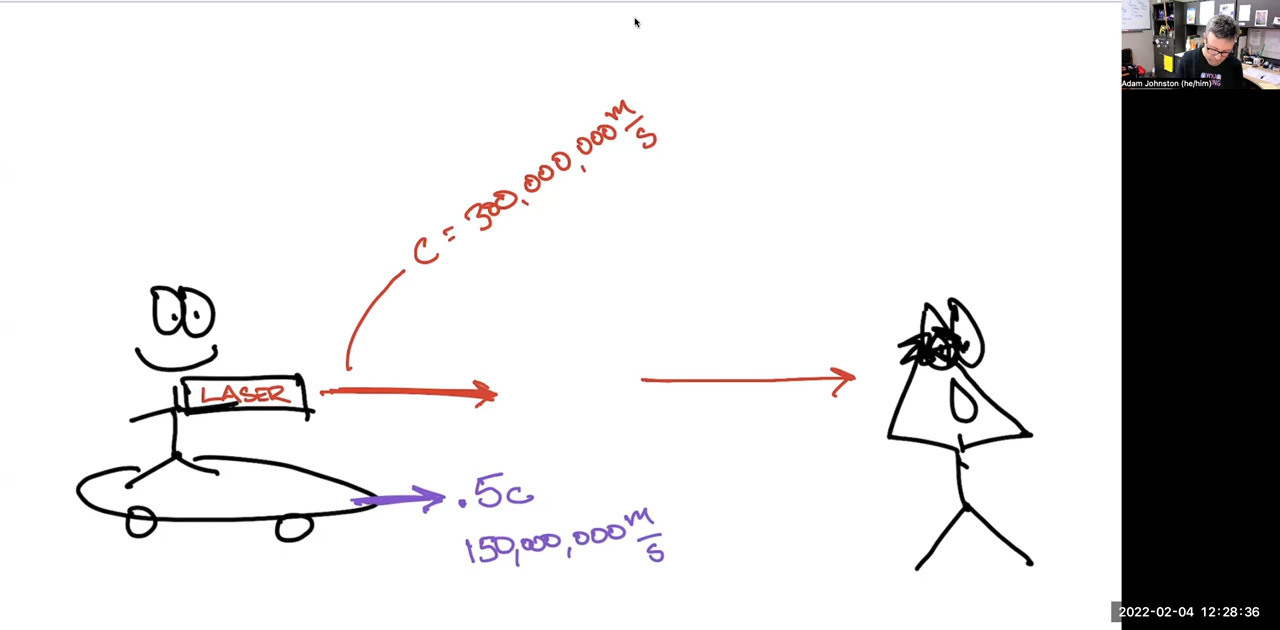 Adam Johnston (he/him)
C = 300,000,000 m/s
LASER
.5c
150,000,000 m/s
2022-02-04 12:28:36